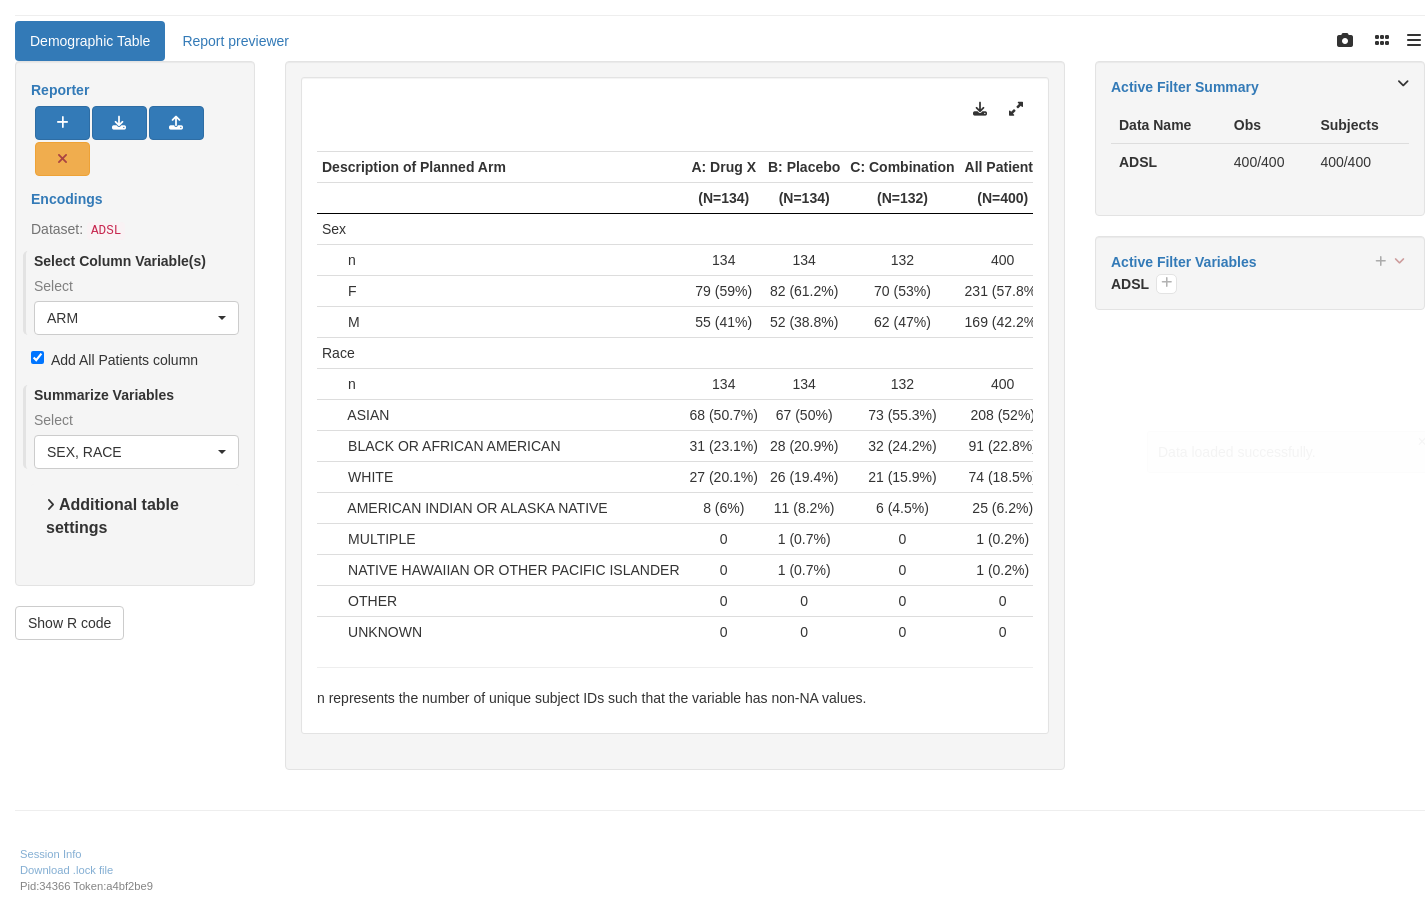 Demographic Table Report previewer
Reporter
Encodings
Dataset: ADSL
Select Column Variable(s)
Select
ARM
Add All Patients column
Summarize Variables
Select
SEX, RACE
Additional table
settings
Show R code
Description of Planned Arm A: Drug X B: Placebo C: Combination All Patient
(N=134) (N=134) (N=132) (N=400)
Sex
n 134 134 132 400
F 79 (59%) 82 (61.2%) 70 (53%) 231 (57.8%
M 55 (41%) 52 (38.8%) 62 (47%) 169 (42.2%
Race
n 134 134 132 400
ASIAN 68 (50.7%) 67 (50%) 73 (55.3%) 208 (52%)
BLACK OR AFRICAN AMERICAN 31 (23.1%) 28 (20.9%) 32 (24.2%) 91 (22.8%)
WHITE 27 (20.1%) 26 (19.4%) 21 (15.9%) 74 (18.5%)
AMERICAN INDIAN OR ALASKA NATIVE 8 (6%) 11 (8.2%) 6 (4.5%) 25 (6.2%)
MULTIPLE 0 1 (0.7%) 0 1 (0.2%)
NATIVE HAWAIIAN OR OTHER PACIFIC ISLANDER 0 1 (0.7%) 0 1 (0.2%)
OTHER 0 0 0 0
UNKNOWN 0 0 0 0
n represents the number of unique subject IDs such that the variable has non-NA values.
Active Filter Summary
Data Name Obs Subjects
ADSL 400/400 400/400
Active Filter Variables
ADSL
Data loaded successfully
Session Info
Download .lock file
Pid:34366 Token:a4bf2be9